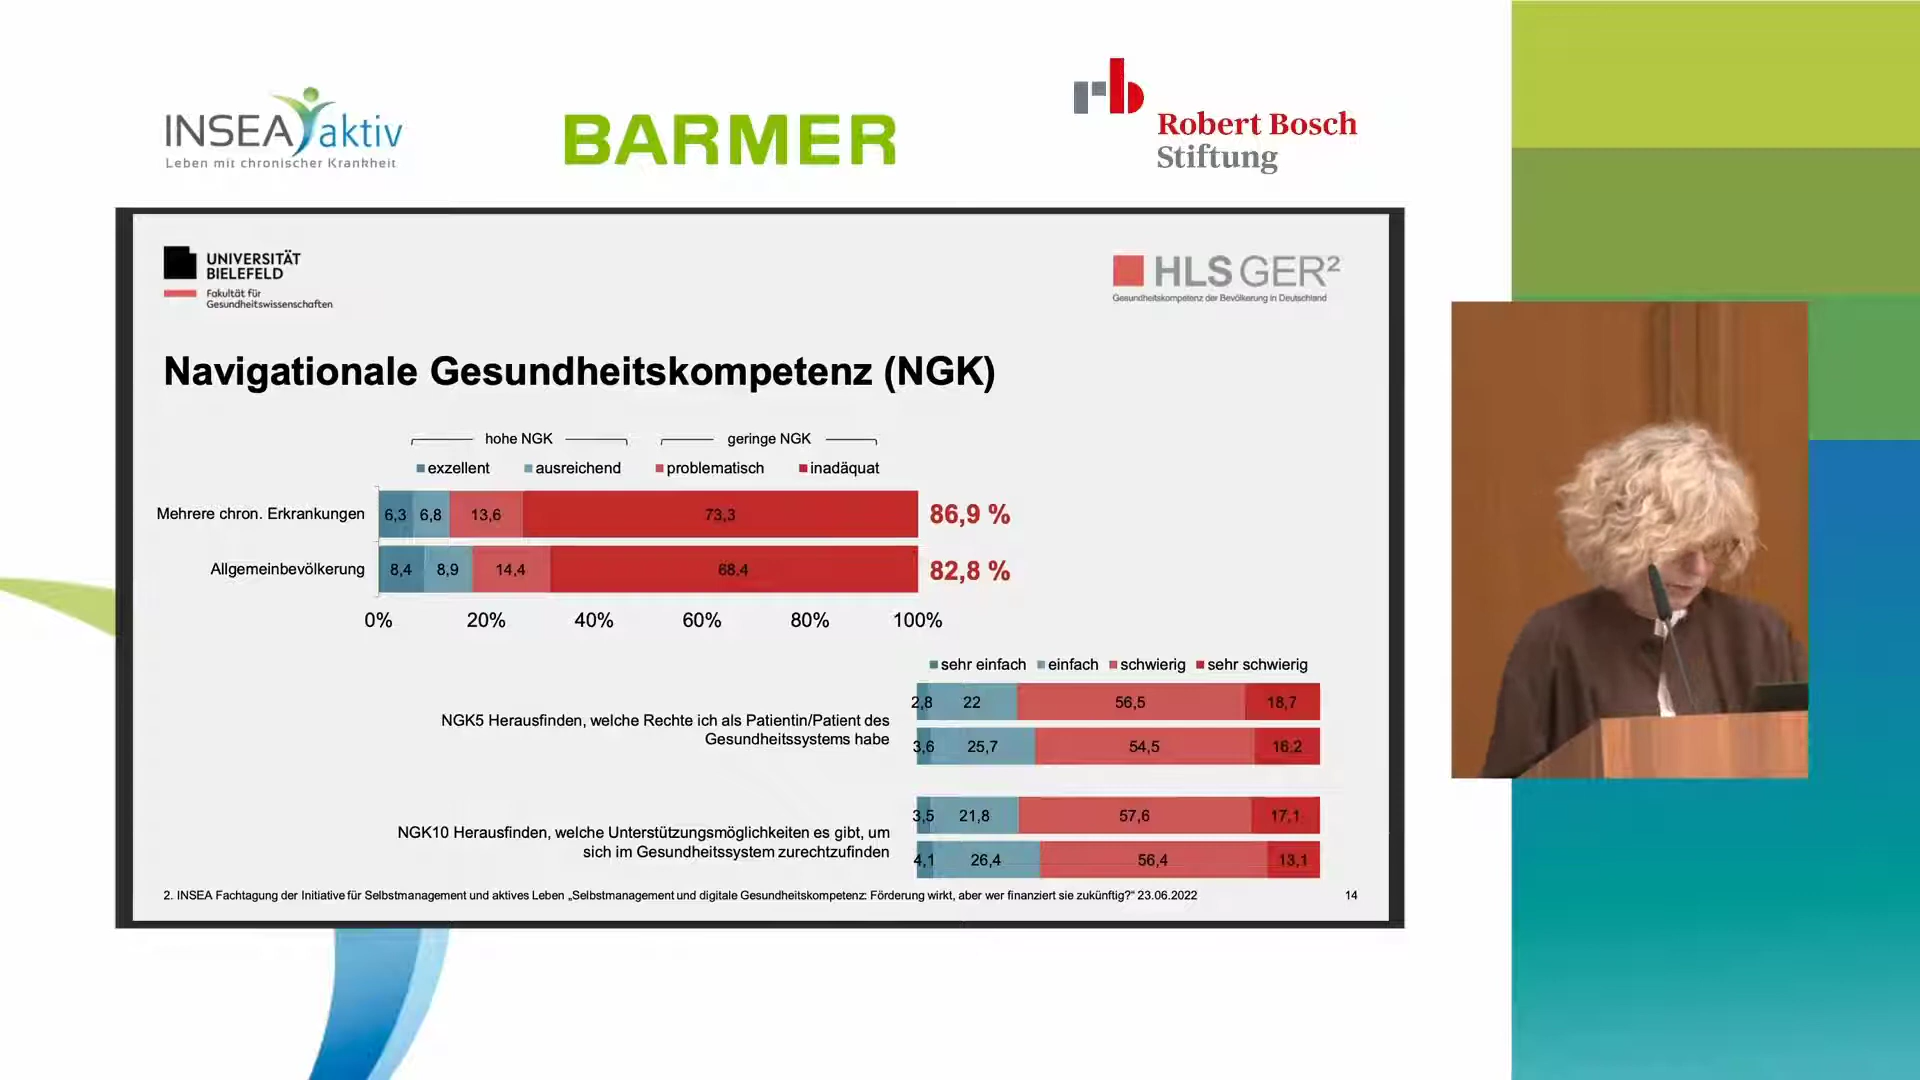 INSEA aktiv
Leben mit chronischer Krankheit
BARMER
rb
Robert Bosch
Stiftung
UNIVERSITÄT
BIELEFELD
Fakultät für
Gesundheitswissenschaften
HLS GER²
Gesundheitskompetenz der Bevölkerung in Deutschland
Navigationale Gesundheitskompetenz (NGK)
hohe NGK geringe NGK
exzellent ausreichend problematisch inadäquat
Mehrere chron. Erkrankungen 6,3 6,8 13,6 73,3 86,9 %
Allgemeinbevölkerung 8,4 8,9 14,4 68,4 82,8 %
0% 20% 40% 60% 80% 100%
sehr einfach einfach schwierig sehr schwierig
2,8 22 56,5 18,7
NGK5 Herausfinden, welche Rechte ich als Patientin/Patient des
Gesundheitssystems habe
3,6 25,7 54,5 16,2
3,5 21,8 57,6 17,1
NGK10 Herausfinden, welche Unterstützungsmöglichkeiten es gibt, um
sich im Gesundheitssystem zurechtzufinden
4,1 26,4 56,4 13,1
2. INSEA Fachtagung der Initiative für Selbstmanagement und aktives Leben „Selbstmanagement und digitale Gesundheitskompetenz: Förderung wirkt, aber wer finanziert sie zukünftig?“ 23.06.2022 14